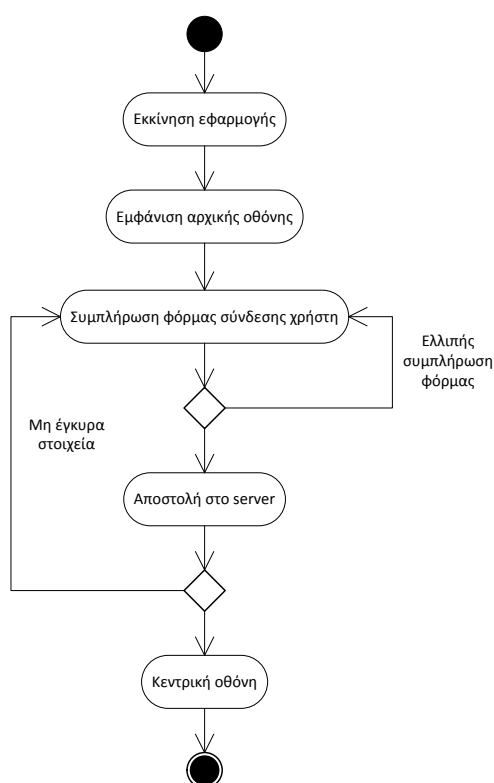 Εκκίνηση εφαρμογής
Εμφάνιση αρχικής οθόνης
Συμπλήρωση φόρμας σύνδεσης χρήστη
Ελλιπής
συμπλήρωση
φόρμας
Μη έγκυρα
στοιχεία
Αποστολή στο server
Κεντρική οθόνη